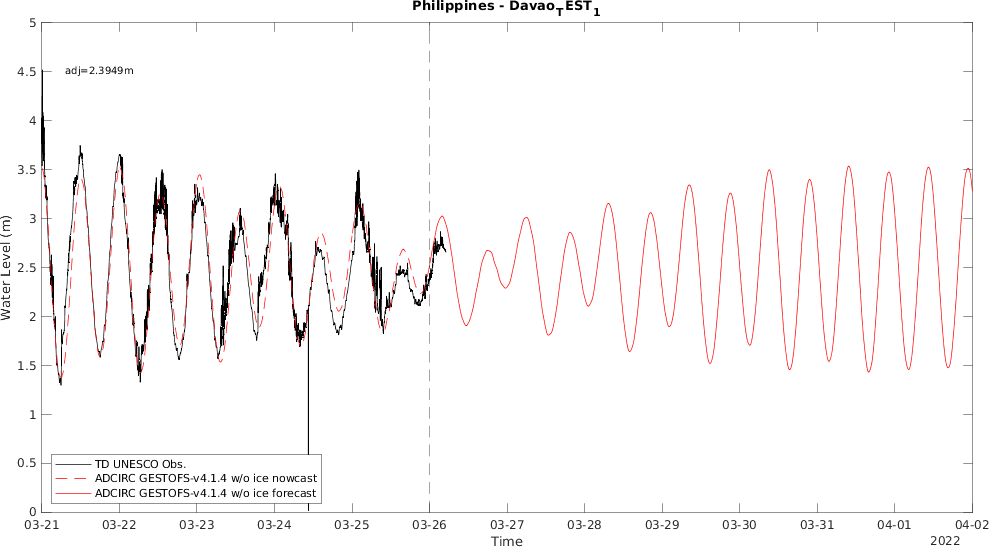 Philippines - Davao_TEST_1
5
4.5
adj=2.3949m
4
3.5
3
2.5
2
1.5
1
0.5
0
Water Level (m)
TD UNESCO Obs.
ADCIRC GESTOFS-v4.1.4 w/o ice nowcast
ADCIRC GESTOFS-v4.1.4 w/o ice forecast
03-21 03-22 03-23 03-24 03-25 03-26 03-27 03-28 03-29 03-30 03-31 04-01 04-02
Time
2022